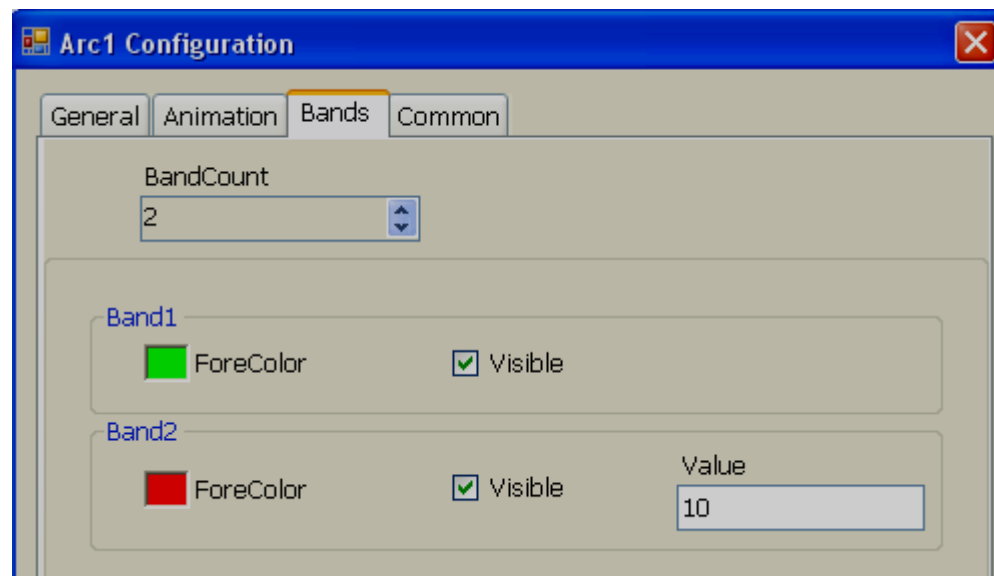 Arc1 Configuration
General Animation Bands Common
BandCount
2
Band1
ForeColor Visible
Band2
Value
ForeColor Visible
10